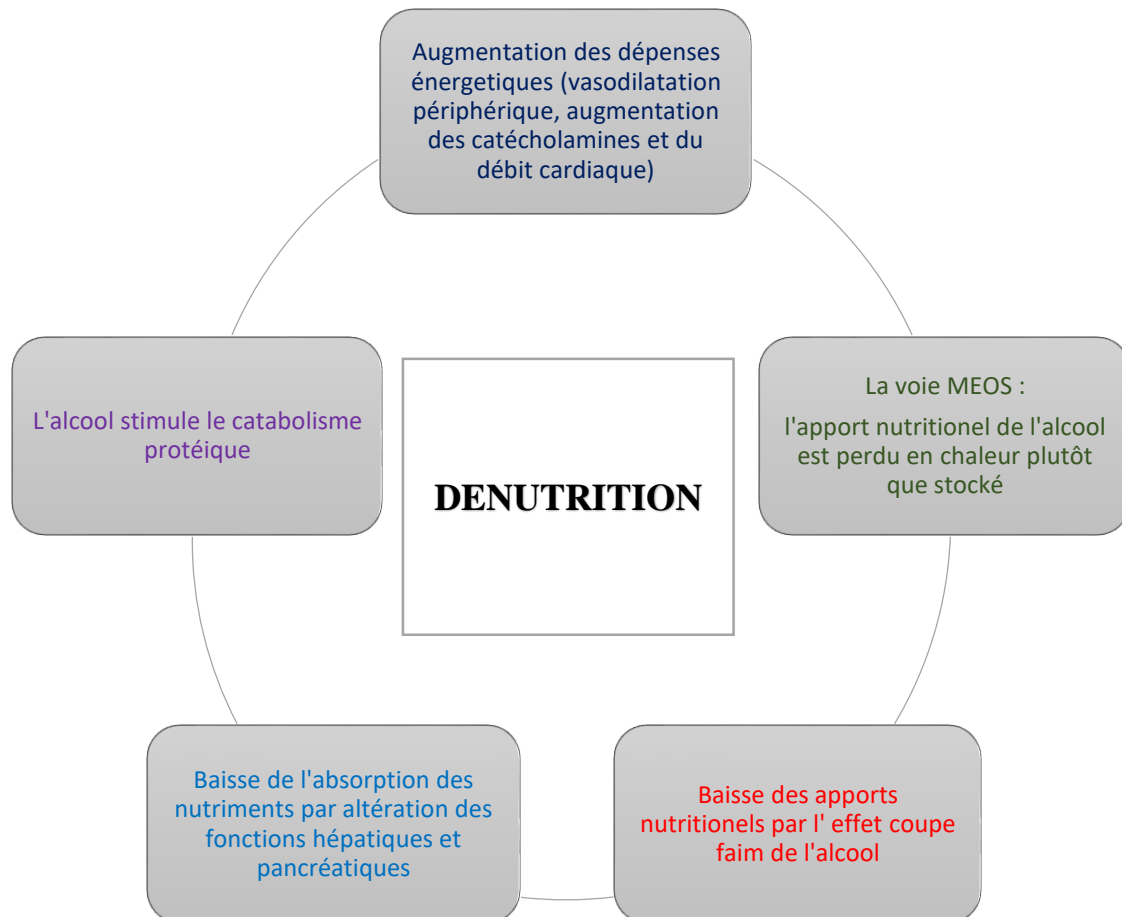 Augmentation des dépenses
énergetiques (vasodilatation
périphérique, augmentation
des catécholamines et du
débit cardiaque)
L'alcool stimule le catabolisme
protéique
DENUTRITION
La voie MEOS :
l'apport nutritionel de l'alcool
est perdu en chaleur plutôt
que stocké
Baisse de l'absorption des
nutriments par altération des
fonctions hépatiques et
pancréatiques
Baisse des apports
nutritionels par l' effet coupe
faim de l'alcool